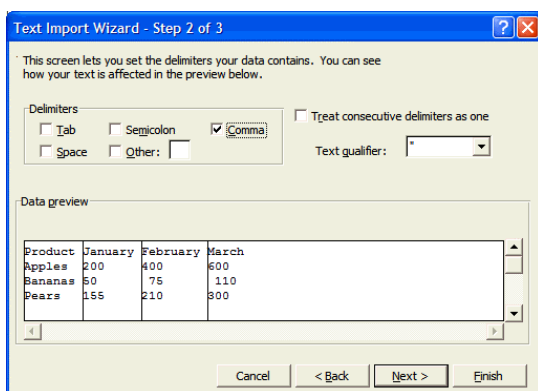 Text Import Wizard - Step 2 of 3
This screen lets you set the delimiters your data contains. You can see
how your text is affected in the preview below.
Delimiters
Tab Semicolon Comma
Space Other:
Treat consecutive delimiters as one
Text qualifier: "
Data preview
Product January February March
Apples 200 400 600
Bananas 50 75 110
Pears 155 210 300
Cancel < Back Next > Finish